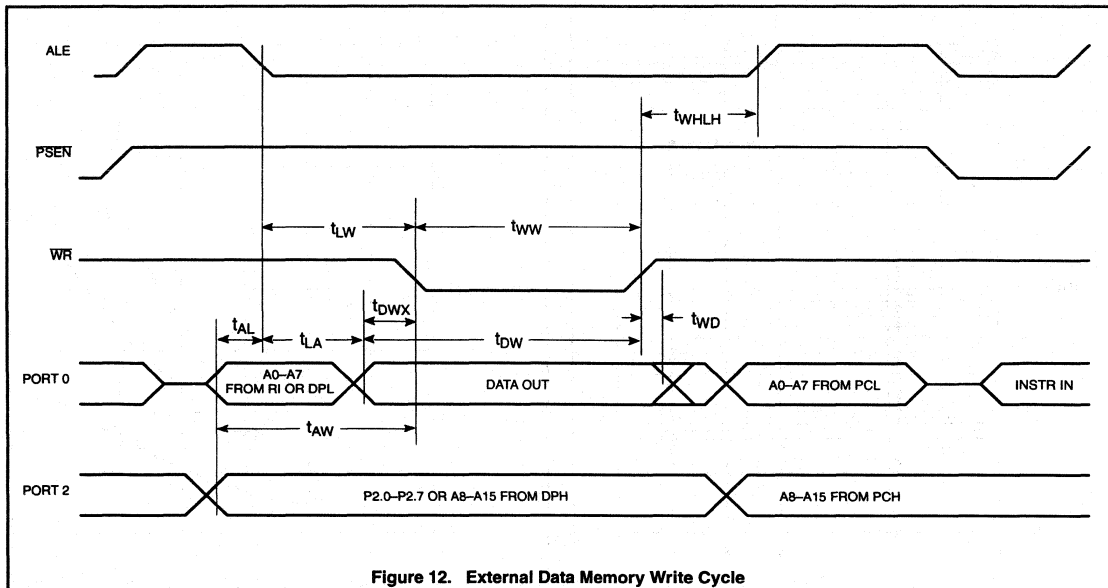 ALE
tWHLH
PSEN
tLW
tWW
WR
tDWX
tWD
tAL
tLA
tDW
PORT 0
A0–A7
FROM RI OR DPL
DATA OUT
A0–A7 FROM PCL
INSTR IN
tAW
PORT 2
P2.0–P2.7 OR A8–A15 FROM DPH
A8–A15 FROM PCH
Figure 12. External Data Memory Write Cycle